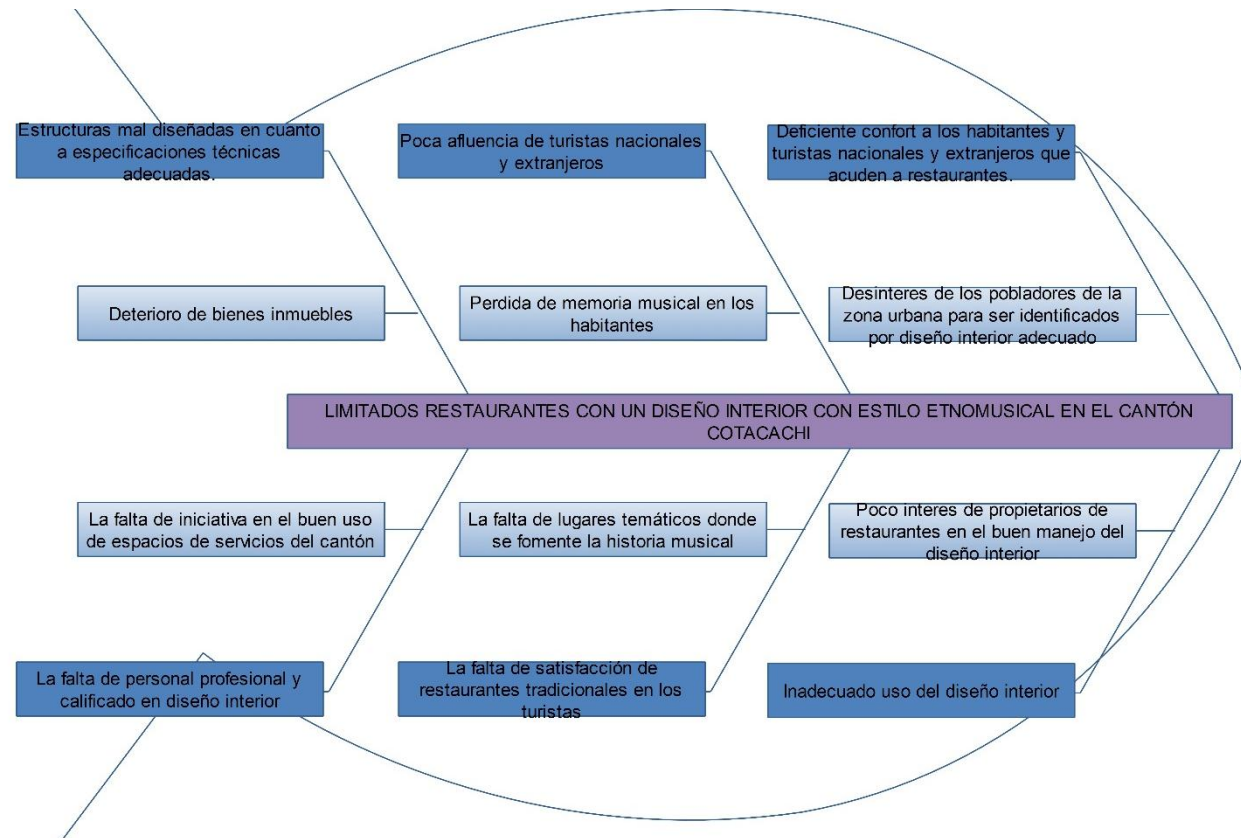 Estructuras mal diseñadas en cuanto
a especificaciones técnicas
adecuadas.
Poca afluencia de turistas nacionales
y extranjeros
Deficiente confort a los habitantes y
turistas nacionales y extranjeros que
acuden a restaurantes.
Deterioro de bienes inmuebles
Perdida de memoria musical en los
habitantes
Desinteres de los pobladores de la
zona urbana para ser identificados
por diseño interior adecuado
LIMITADOS RESTAURANTES CON UN DISEÑO INTERIOR CON ESTILO ETNOMUSICAL EN EL CANTÓN
COTACACHI
La falta de iniciativa en el buen uso
de espacios de servicios del cantón
La falta de lugares temáticos donde
se fomente la historia musical
Poco interes de propietarios de
restaurantes en el buen manejo del
diseño interior
La falta de personal profesional y
calificado en diseño interior
La falta de satisfacción de
restaurantes tradicionales en los
turistas
Inadecuado uso del diseño interior